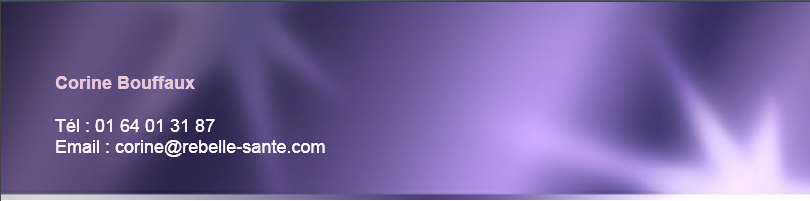 Corine Bouffaux
Tél : 01 64 01 31 87
Email : corine@rebelle-sante.com